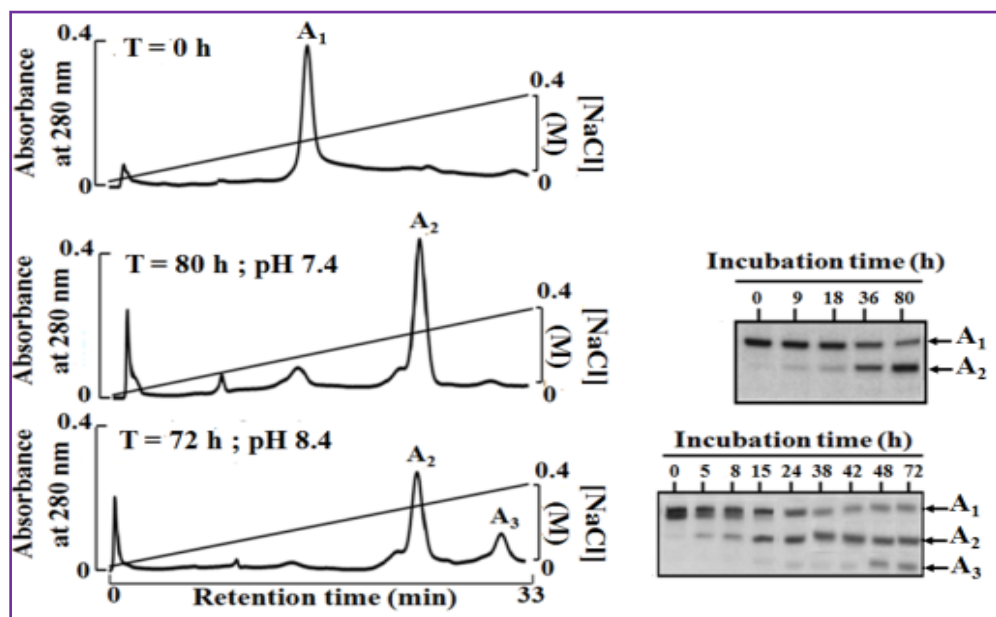 0.4
T = 0 h
A1
0.4
Absorbance
at 280 nm
[NaCl]
(M)
0
0
0.4
T = 80 h ; pH 7.4
A2
0.4
Absorbance
at 280 nm
[NaCl]
(M)
0
0
Incubation time (h)
0 9 18 36 80
A1
A2
0.4
T = 72 h ; pH 8.4
A2
0.4
A3
Absorbance
at 280 nm
[NaCl]
(M)
0
0
0 Retention time (min) 33
Incubation time (h)
0 5 8 15 24 38 42 48 72
A1
A2
A3